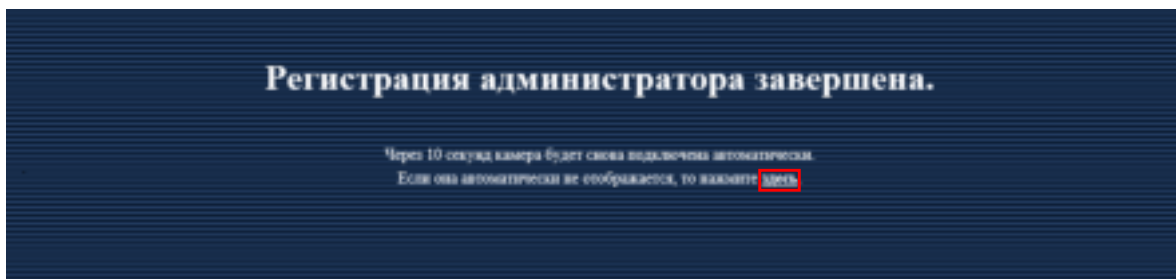 Регистрация администратора завершена.
Через 10 секунд камера будет снова подключена автоматически.
Если она автоматически не отображается, то нажмите здесь